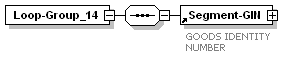 Loop-Group_14
Segment-GIN
GOODS IDENTITY
NUMBER